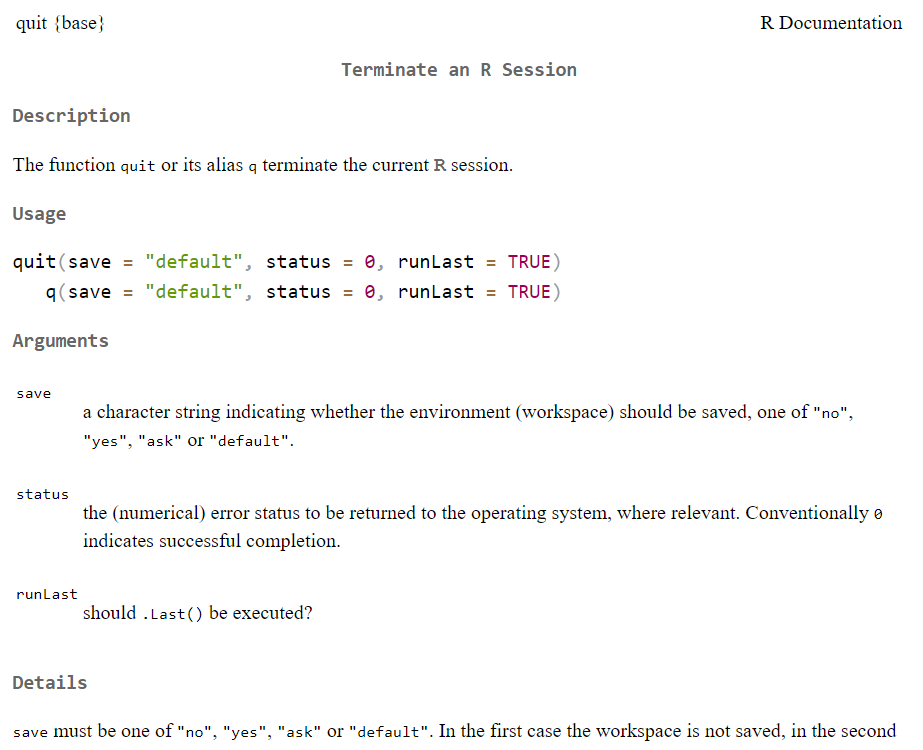 quit {base} R Documentation
Terminate an R Session
Description
The function quit or its alias q terminate the current R session.
Usage
quit(save = "default", status = 0, runLast = TRUE)
q(save = "default", status = 0, runLast = TRUE)
Arguments
save
a character string indicating whether the environment (workspace) should be saved, one of "no",
"yes", "ask" or "default".
status
the (numerical) error status to be returned to the operating system, where relevant. Conventionally 0
indicates successful completion.
runLast
should .Last() be executed?
Details
save must be one of "no", "yes", "ask" or "default". In the first case the workspace is not saved, in the second